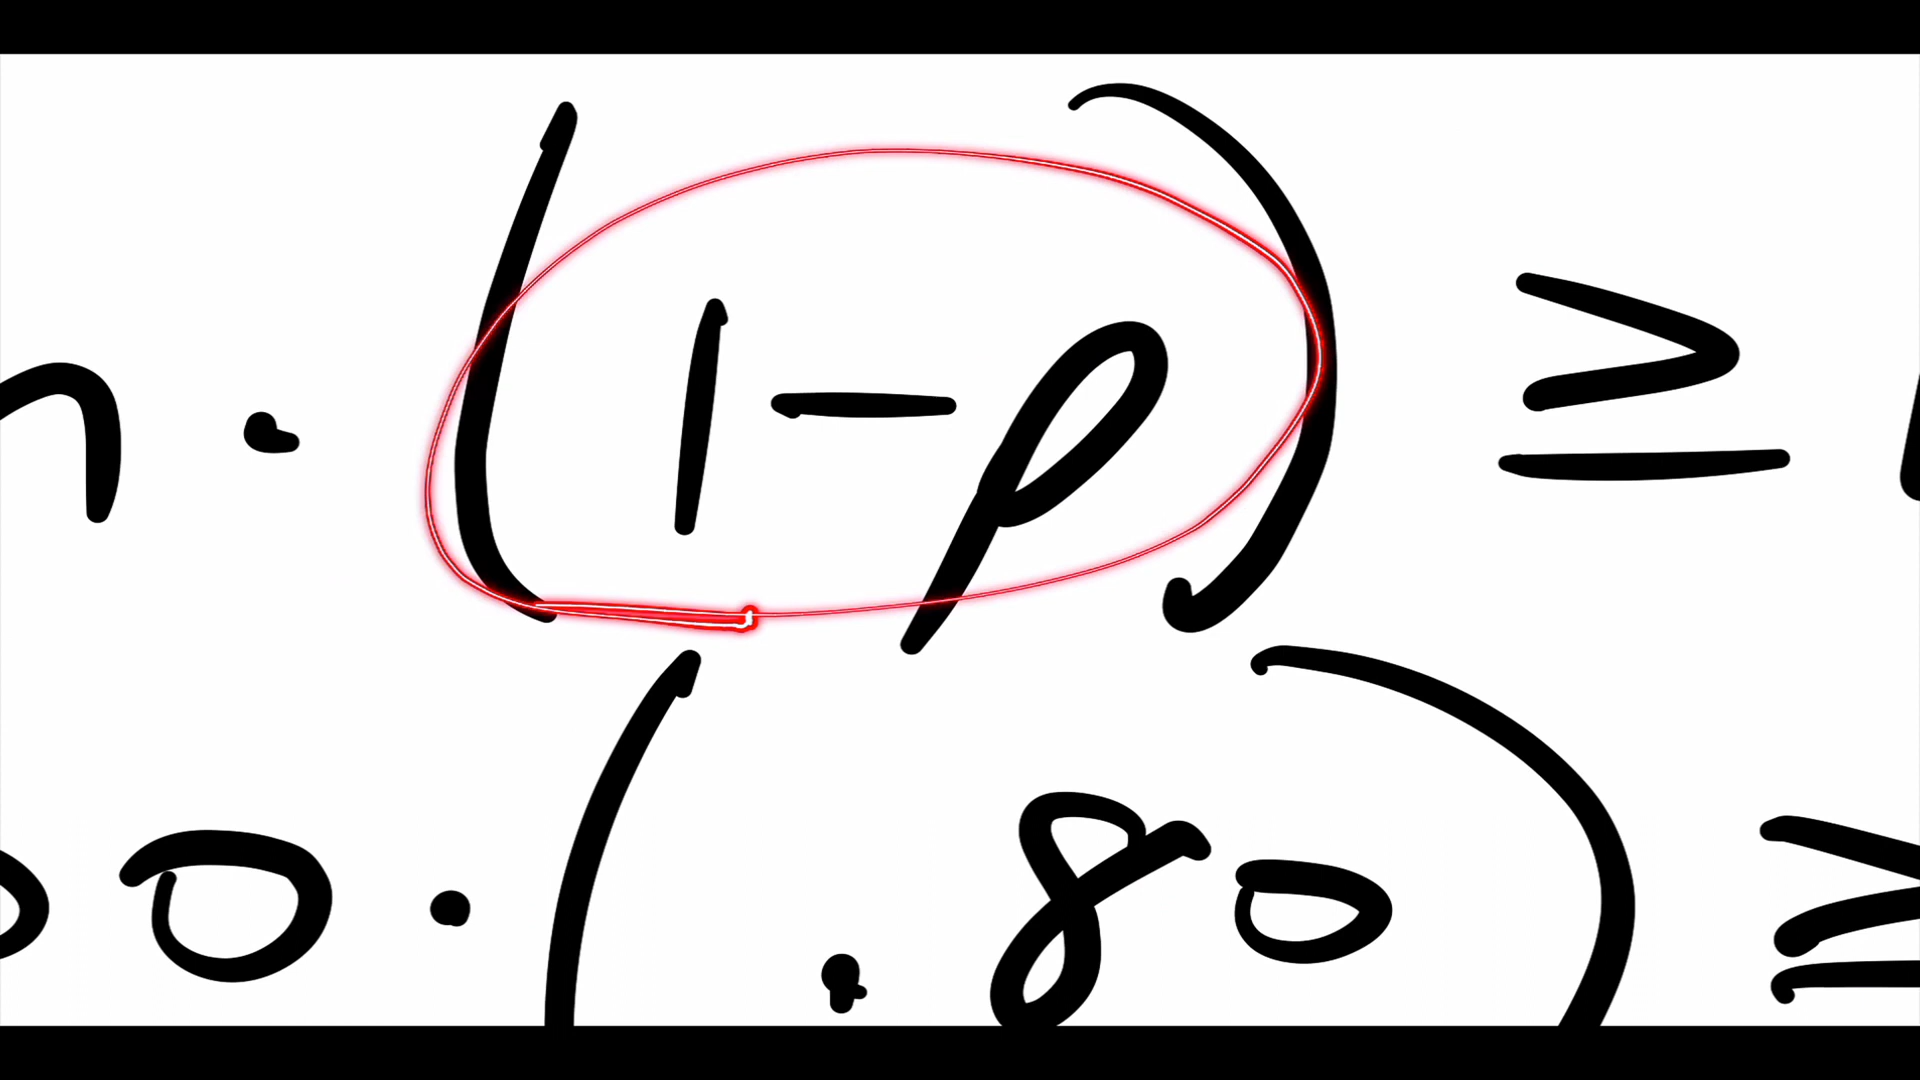 n · (1-p) ≥
0 · (.80) ≥